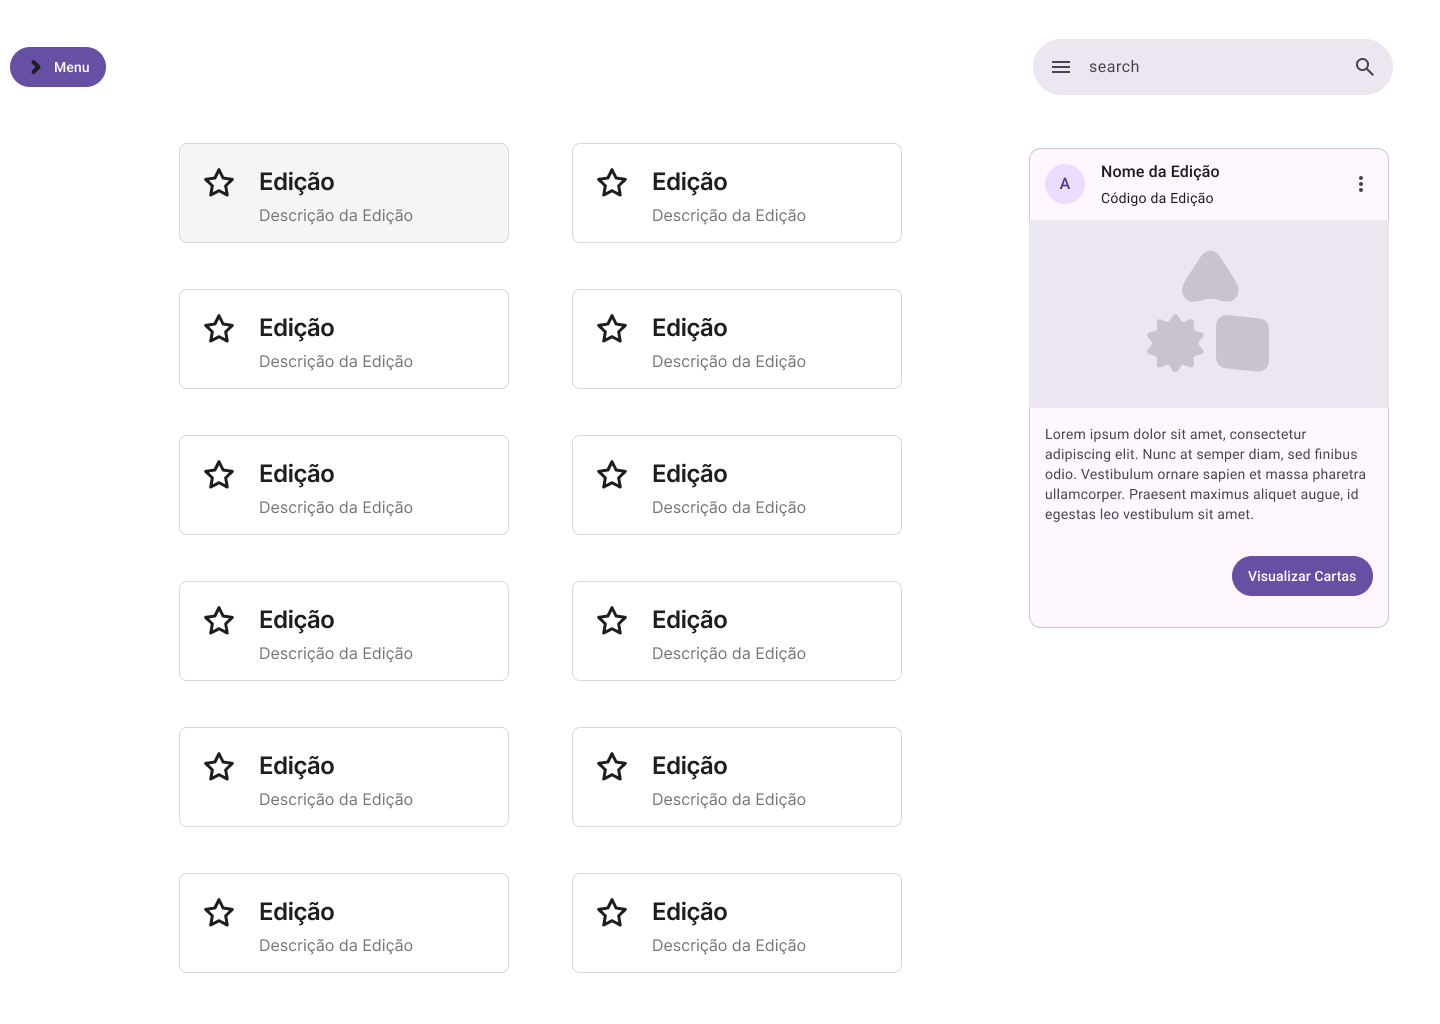 Menu
search
Edição
Descrição da Edição
Edição
Descrição da Edição
Edição
Descrição da Edição
Edição
Descrição da Edição
Edição
Descrição da Edição
Edição
Descrição da Edição
Edição
Descrição da Edição
Edição
Descrição da Edição
Edição
Descrição da Edição
Edição
Descrição da Edição
Edição
Descrição da Edição
Edição
Descrição da Edição
A
Nome da Edição
Código da Edição
Lorem ipsum dolor sit amet, consectetur
adipiscing elit. Nunc at semper diam, sed finibus
odio. Vestibulum ornare sapien et massa pharetra
ullamcorper. Praesent maximus aliquet augue, id
egestas leo vestibulum sit amet.
Visualizar Cartas